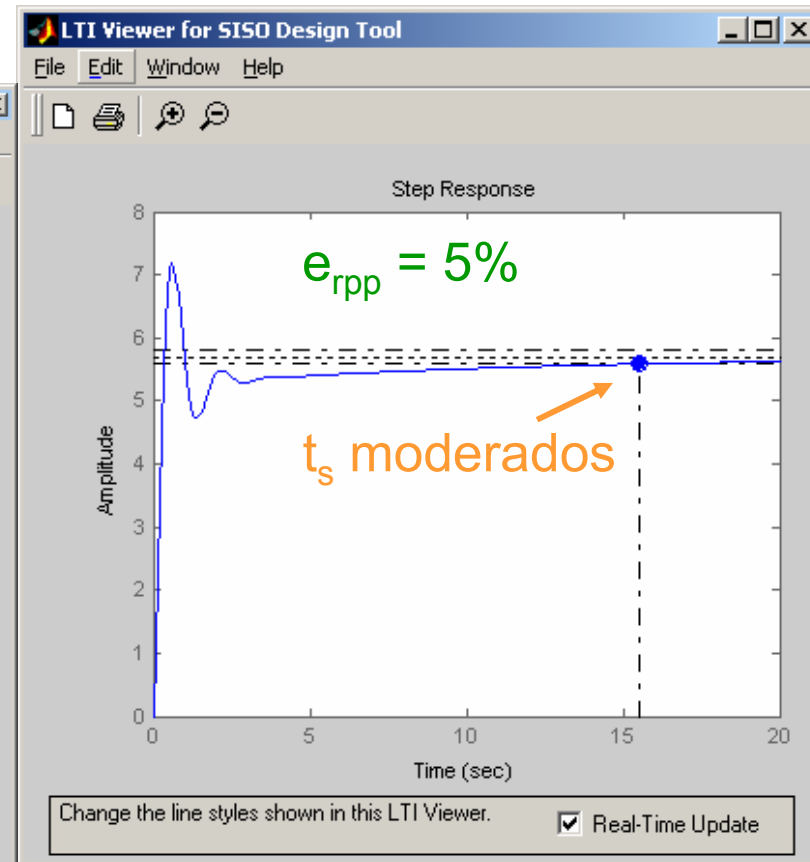 LTI Viewer for SISO Design Tool
File Edit Window Help
Step Response
e_rpp = 5%
t_s moderados
Amplitude
8
7
6
5
4
3
2
1
0
0 5 10 15 20
Time (sec)
Change the line styles shown in this LTI Viewer.
Real-Time Update